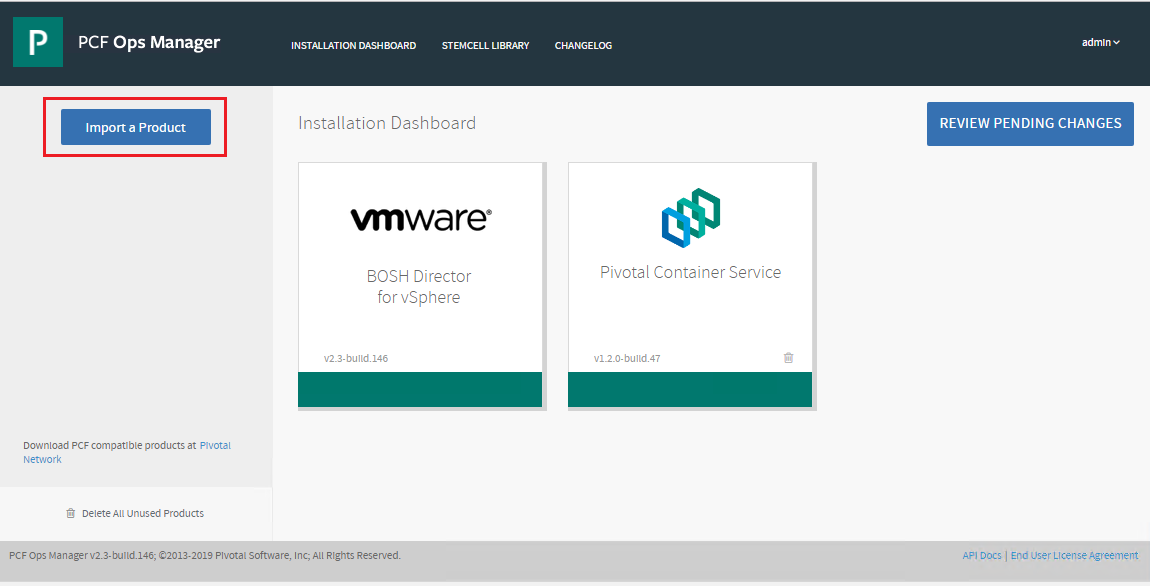 P
PCF Ops Manager
INSTALLATION DASHBOARD
STEMCELL LIBRARY
CHANGELOG
admin
Import a Product
Installation Dashboard
REVIEW PENDING CHANGES
vmware®
BOSH Director
for vSphere
v2.3-build.146
Pivotal Container Service
v1.2.0-build.47
Download PCF compatible products at Pivotal
Network
Delete All Unused Products
PCF Ops Manager v2.3-build.146; ©2013-2019 Pivotal Software, Inc; All Rights Reserved.
API Docs | End User License Agreement